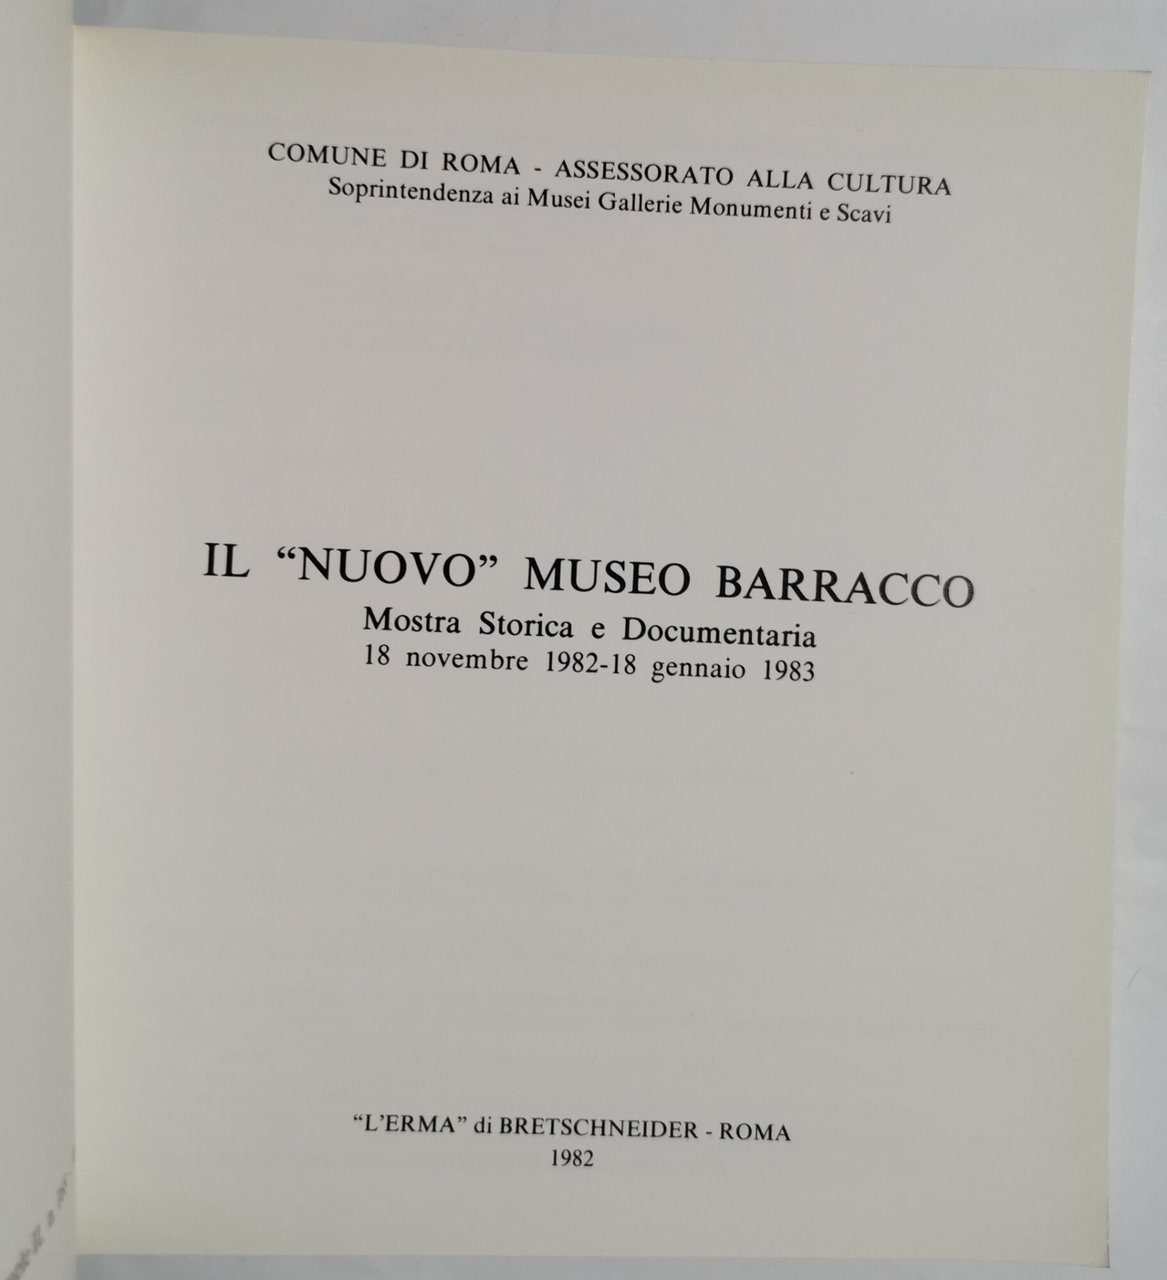 COMUNE DI ROMA - ASSESSORATO ALLA CULTURA
Soprintendenza ai Musei Gallerie Monumenti e Scavi
IL “NUOVO” MUSEO BARRACCO
Mostra Storica e Documentaria
18 novembre 1982-18 gennaio 1983
“L'ERMA” di BRETSCHNEIDER - ROMA
1982